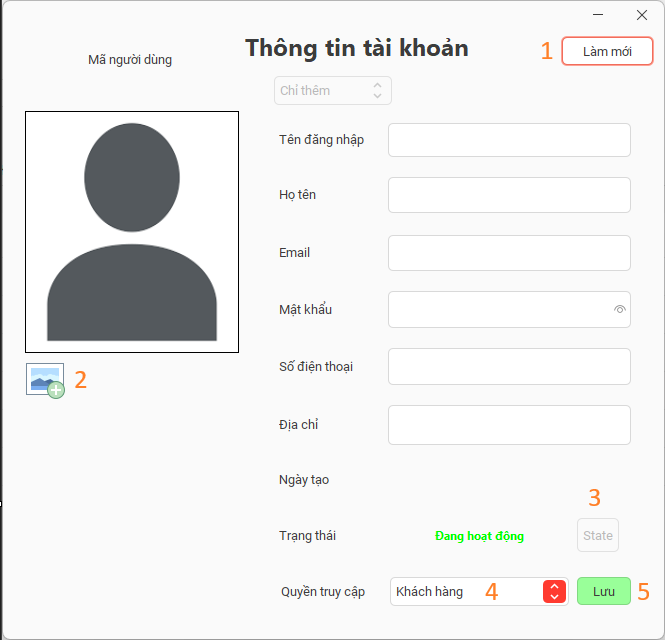 Mã người dùng
Thông tin tài khoản
1
Làm mới
Chỉ thêm
Tên đăng nhập
Họ tên
Email
Mật khẩu
Số điện thoại
2
Địa chỉ
Ngày tạo
3
Trạng thái
Đang hoạt động
State
Quyền truy cập
Khách hàng
4
Lưu
5